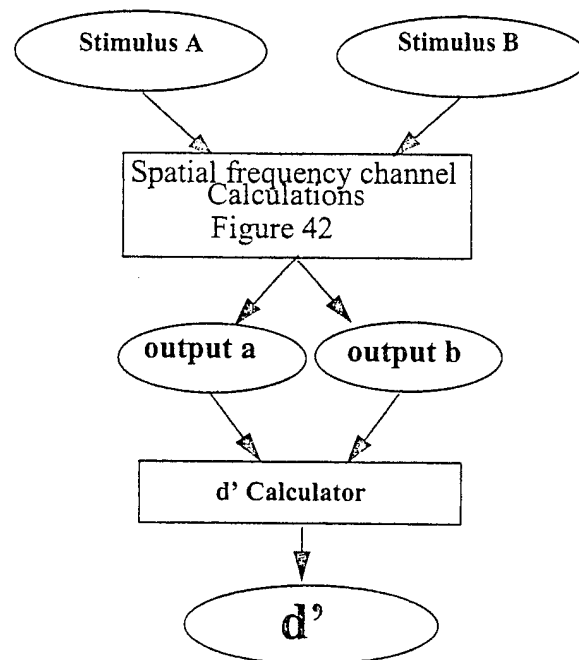 Stimulus A
Stimulus B
Spatial frequency channel
Calculations
Figure 42
output a
output b
d' Calculator
d'